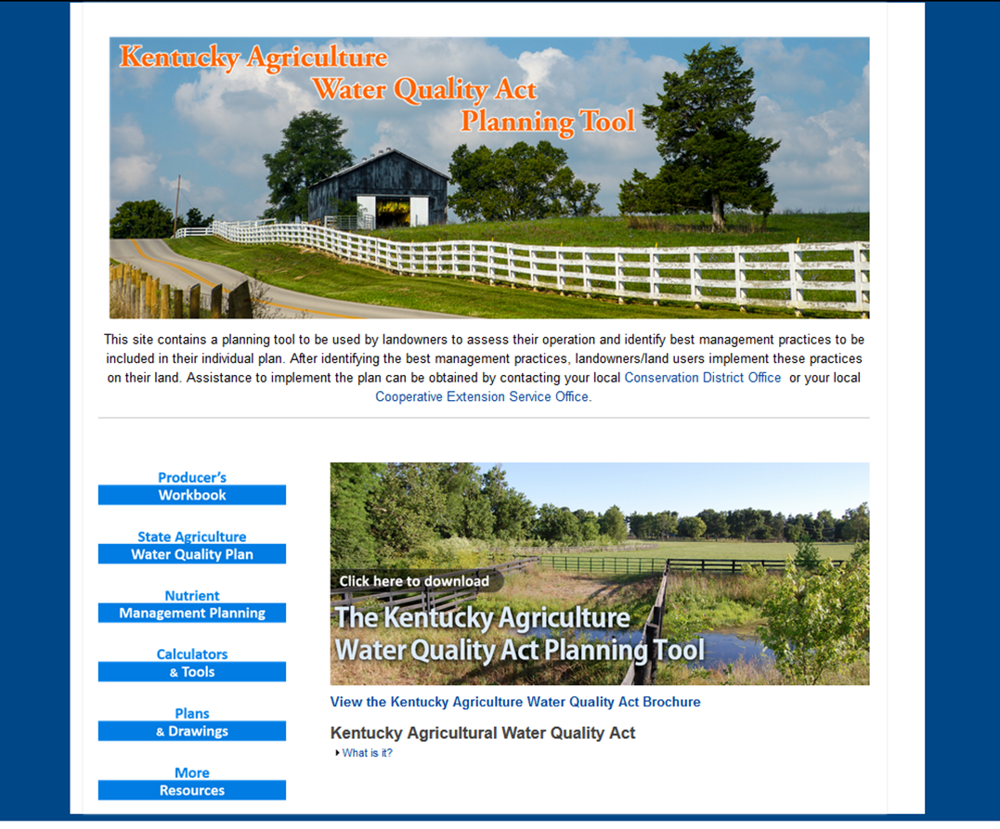 Kentucky Agriculture
Water Quality Act
Planning Tool
This site contains a planning tool to be used by landowners to assess their operation and identify best management practices to be
included in their individual plan. After identifying the best management practices, landowners/land users implement these practices
on their land. Assistance to implement the plan can be obtained by contacting your local Conservation District Office or your local
Cooperative Extension Service Office.
Producer's
Workbook
State Agriculture
Water Quality Plan
Nutrient
Management Planning
Calculators
& Tools
Plans
& Drawings
More
Resources
Click here to download
The Kentucky Agriculture
Water Quality Act Planning Tool
View the Kentucky Agriculture Water Quality Act Brochure
Kentucky Agricultural Water Quality Act
What is it?